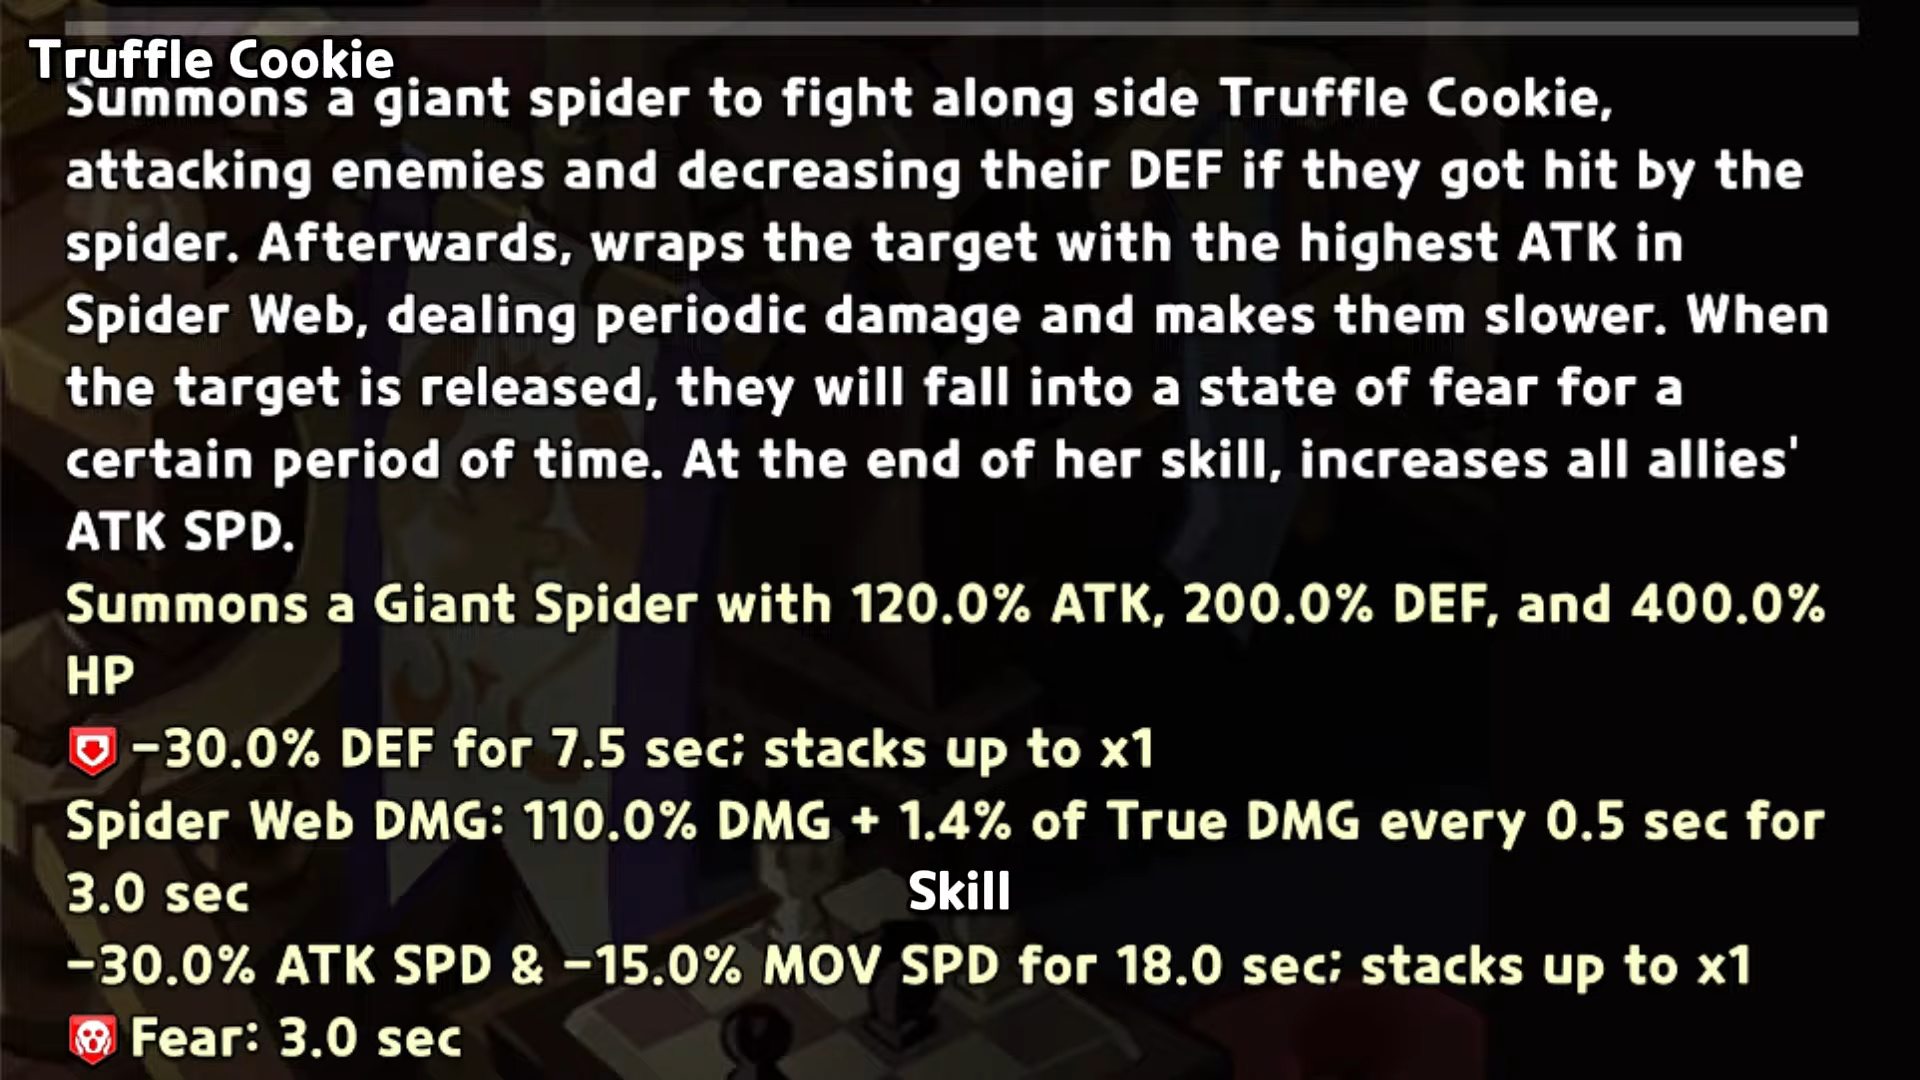 Truffle Cookie
Summons a giant spider to fight along side Truffle Cookie,
attacking enemies and decreasing their DEF if they got hit by the
spider. Afterwards, wraps the target with the highest ATK in
Spider Web, dealing periodic damage and makes them slower. When
the target is released, they will fall into a state of fear for a
certain period of time. At the end of her skill, increases all allies'
ATK SPD.
Summons a Giant Spider with 120.0% ATK, 200.0% DEF, and 400.0%
HP
-30.0% DEF for 7.5 sec; stacks up to x1
Spider Web DMG: 110.0% DMG + 1.4% of True DMG every 0.5 sec for
3.0 sec
Skill
-30.0% ATK SPD & -15.0% MOV SPD for 18.0 sec; stacks up to x1
Fear: 3.0 sec